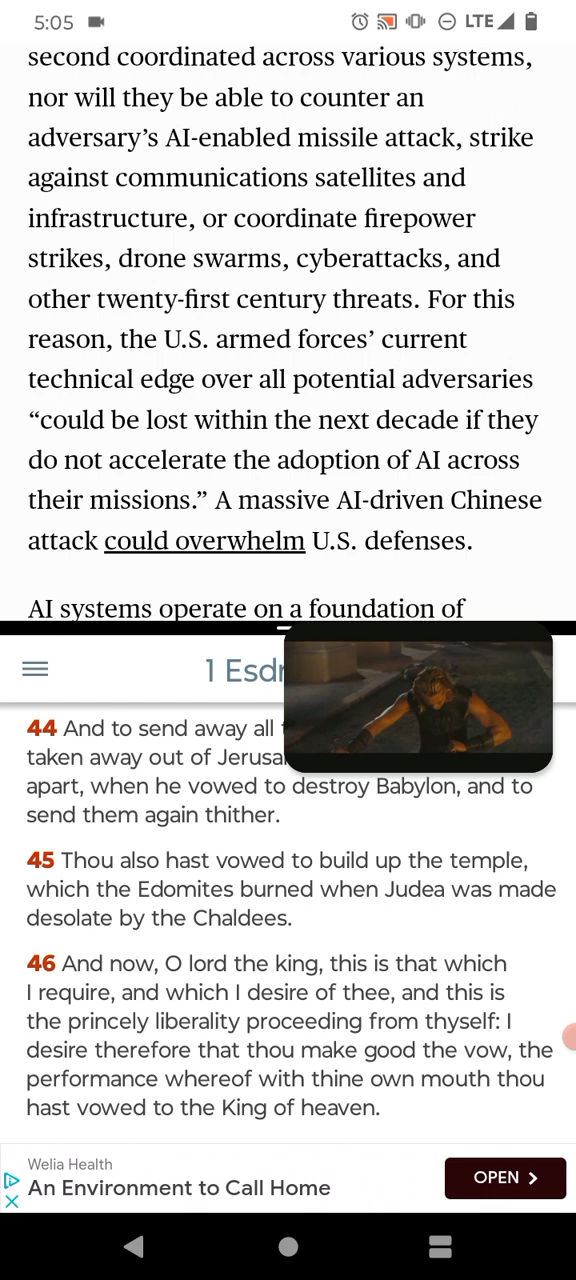 5:05
LTE
second coordinated across various systems,
nor will they be able to counter an
adversary’s AI-enabled missile attack, strike
against communications satellites and
infrastructure, or coordinate firepower
strikes, drone swarms, cyberattacks, and
other twenty-first century threats. For this
reason, the U.S. armed forces’ current
technical edge over all potential adversaries
“could be lost within the next decade if they
do not accelerate the adoption of AI across
their missions.” A massive AI-driven Chinese
attack could overwhelm U.S. defenses.
AI systems operate on a foundation of
1 Esdr
44 And to send away all
taken away out of
apart, when he vowed to destroy Babylon, and to
send them again thither.
45 Thou also hast vowed to build up the temple,
which the Edomites burned when Judea was made
desolate by the Chaldees.
46 And now, O lord the king, this is that which
I require, and which I desire of thee, and this is
the princely liberality proceeding from thyself: I
desire therefore that thou make good the vow, the
performance whereof with thine own mouth thou
hast vowed to the King of heaven.
Welia Health
An Environment to Call Home
OPEN